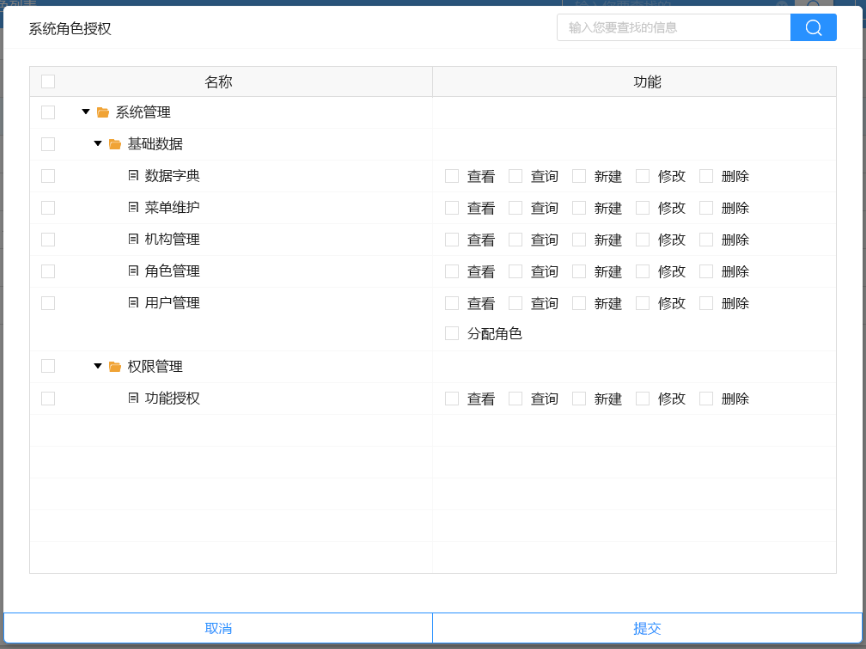 系统角色授权
输入您要查找的信息
名称 功能
系统管理
基础数据
数据字典 查看 查询 新建 修改 删除
菜单维护 查看 查询 新建 修改 删除
机构管理 查看 查询 新建 修改 删除
角色管理 查看 查询 新建 修改 删除
用户管理 查看 查询 新建 修改 删除
分配角色
权限管理
功能授权 查看 查询 新建 修改 删除
取消 提交